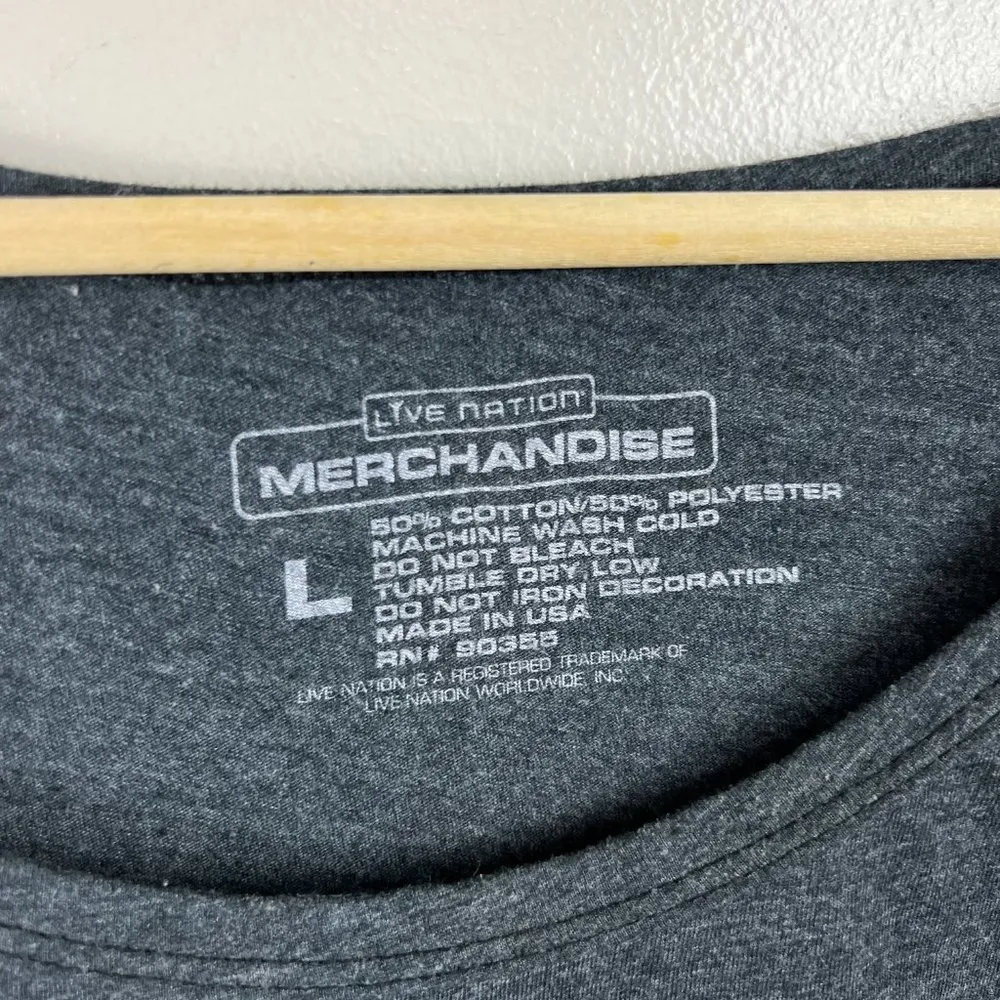 LIVE NATION
MERCHANDISE
L
50% COTTON/50% POLYESTER
MACHINE WASH COLD
DO NOT BLEACH
TUMBLE DRY LOW
DO NOT IRON DECORATION
MADE IN USA
RN# 90355
LIVE NATION IS A REGISTERED TRADEMARK OF
LIVE NATION WORLDWIDE, INC.